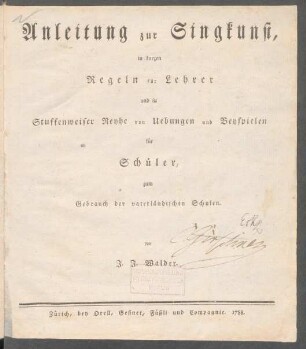 Anleitung zur Singkunst,
in kurzen
Regeln für Lehrer
und in
Stuffenweiser Reyhe von Uebungen und Beyspielen
für
Schüler,
zum
Gebrauch der vaterländischen Schulen.
von
J. J. Walder.
Zürich, bey Orell, Geßner, Füßli und Compagnie. 1788.